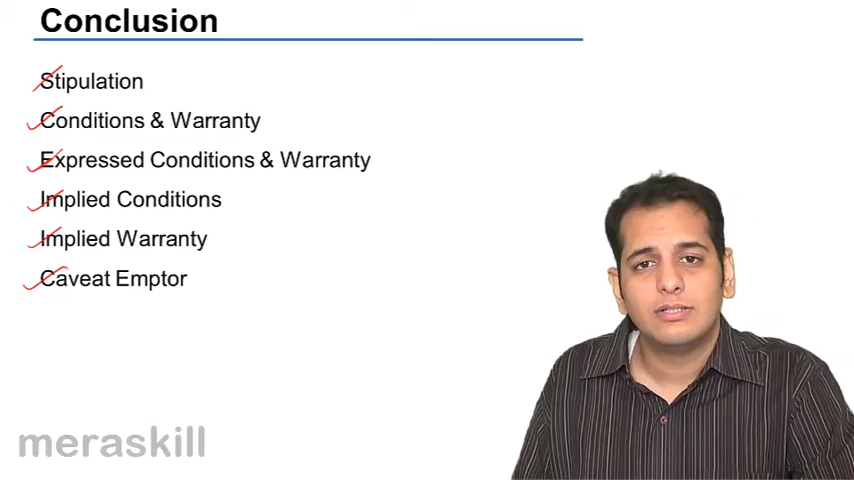 Conclusion
Stipulation
Conditions & Warranty
Expressed Conditions & Warranty
Implied Conditions
Implied Warranty
Caveat Emptor
meraskill